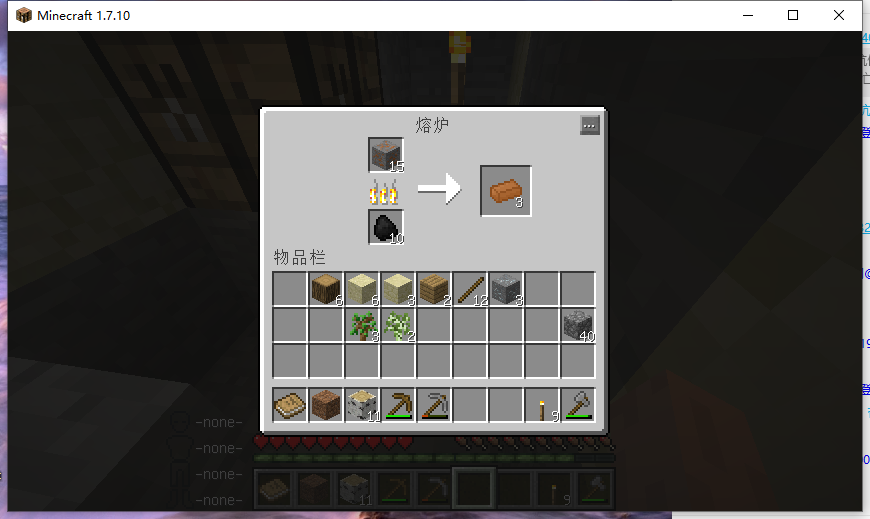 Minecraft 1.7.10
熔炉
...
15
3
10
物品栏
6
6
3
2
12
8
3
2
40
11
9
-none-
-none-
-none-
-none-
11
9